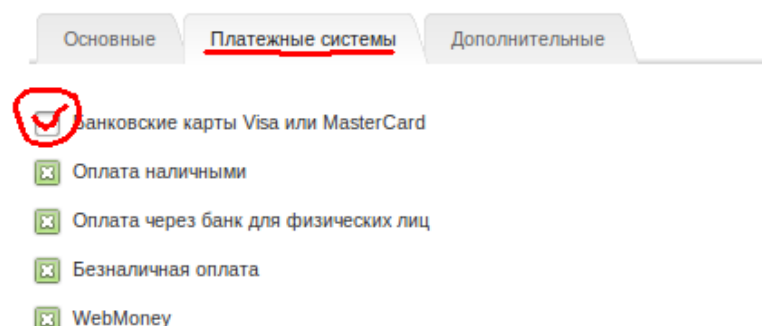 Основные Платежные системы Дополнительные
Банковские карты Visa или MasterCard
Оплата наличными
Оплата через банк для физических лиц
Безналичная оплата
WebMoney